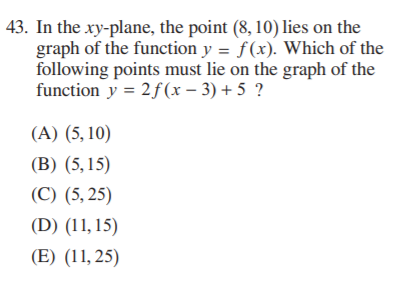 43. In the xy-plane, the point (8, 10) lies on the
graph of the function y = f(x). Which of the
following points must lie on the graph of the
function y = 2f(x – 3) + 5 ?
(A) (5, 10)
(B) (5, 15)
(C) (5, 25)
(D) (11, 15)
(E) (11, 25)